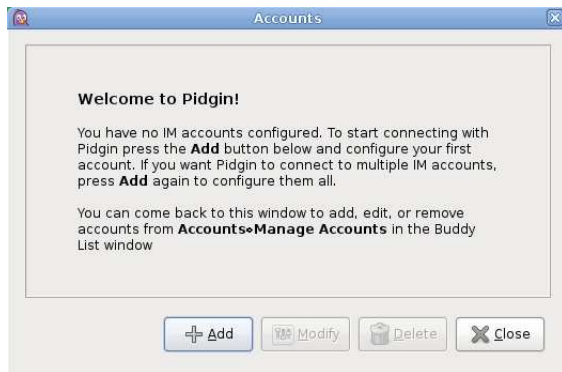 Accounts
Welcome to Pidgin!
You have no IM accounts configured. To start connecting with
Pidgin press the Add button below and configure your first
account. If you want Pidgin to connect to multiple IM accounts,
press Add again to configure them all.
You can come back to this window to add, edit, or remove
accounts from Accounts⬥Manage Accounts in the Buddy
List window
Add
Modify
Delete
Close